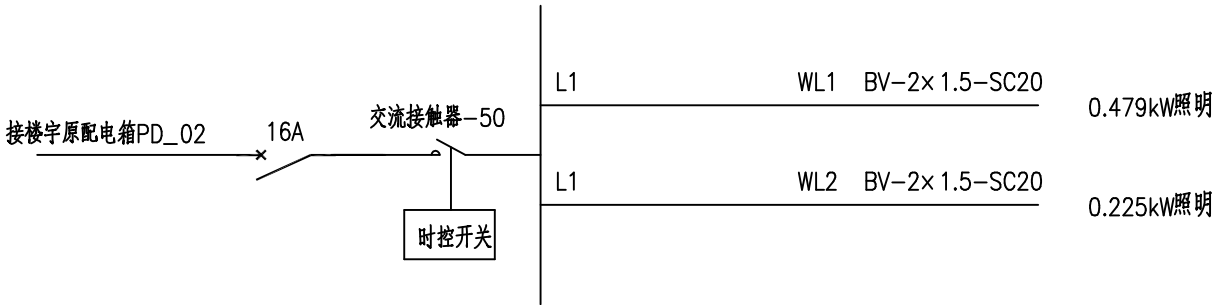 接楼宇原配电箱PD_02
16A
交流接触器-50
时控开关
L1 WL1 BV-2×1.5-SC20
0.479kW照明
L1 WL2 BV-2×1.5-SC20
0.225kW照明